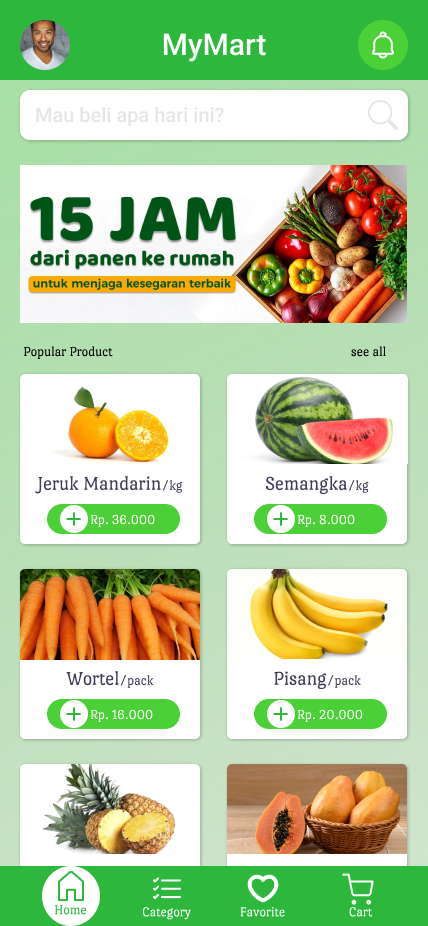 MyMart
Mau beli apa hari ini?
15 JAM
dari panen ke rumah
untuk menjaga kesegaran terbaik
Popular Product
see all
Jeruk Mandarin/kg
Rp. 36.000
Semangka/kg
Rp. 8.000
Wortel/pack
Rp. 16.000
Pisang/pack
Rp. 20.000
Home
Category
Favorite
Cart